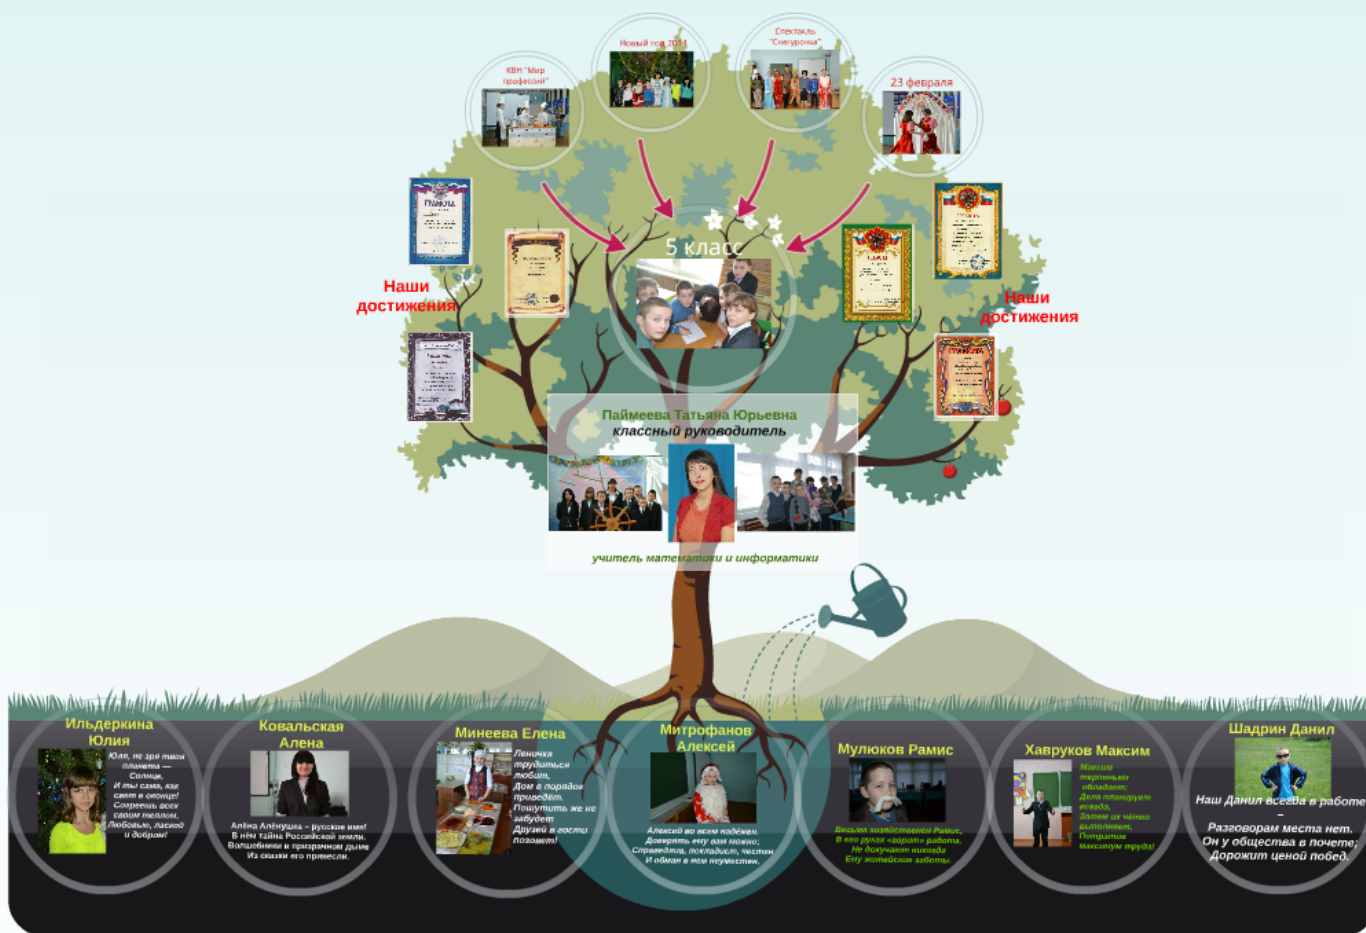 КВН "Мир
профессий"
Новый год 2014
Спектакль
"Снегурочка"
23 февраля
5 класс
ГРАМОТА
Наши
достижения
Наши
достижения
ГРАМОТА
Паймеева Татьяна Юрьевна
классный руководитель
учитель математики и информатики
Ильдеркина
Юлия
Юля, не зря твоя
планета —
Солнце,
И ты сама, как
свет в оконце!
Согреешь всех
своим теплом,
Любовью, лаской
и добром!
Ковальская
Алена
Алёна Алёнушка – русское имя!
В нём тайна Российской земли.
Волшебники в призрачном дыме
Из сказки его привезли.
Минеева Елена
Леночка
трудиться
любит,
Дом в порядок
приведёт.
Пошутить же не
забудет
Друзей в гости
позовет!
Митрофанов
Алексей
Алексей во всем надёжен.
Доверять ему вам можно;
Справедлив, покладист, честен
И обман в нем неуместен.
Мулюков Рамис
Весьма хозяйственен Рамис,
В его руках «горит» работа.
Не докучают никогда
Ему житейские заботы
Хавруков Максим
Максим
терпеньем
обладает;
Дела планирует
всегда,
Затем их чётко
выполняет,
Потратив
максимум труда!
Шадрин Данил
Наш Данил всегда в работе
–
Разговорам места нет.
Он у общества в почете;
Дорожит ценой побед.